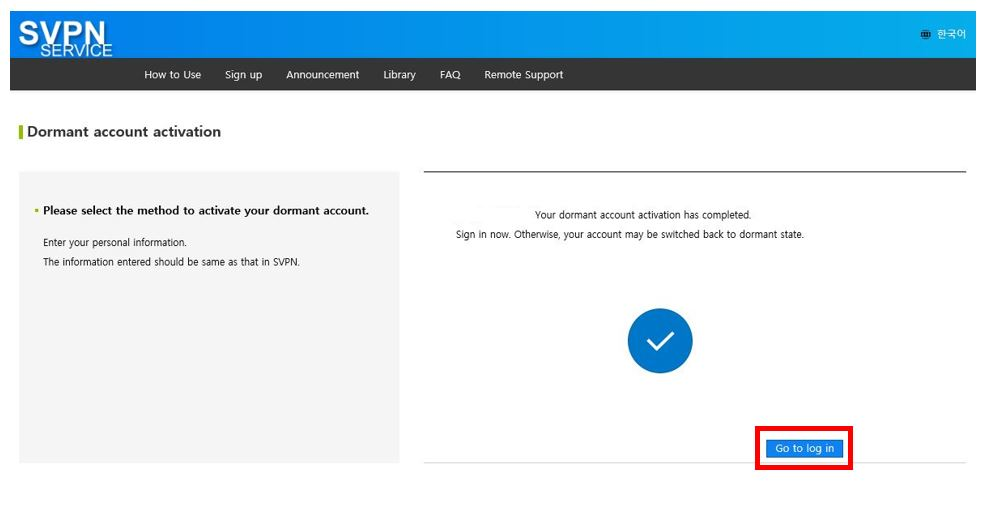 SVPN
SERVICE
한국어
How to Use Sign up Announcement Library FAQ Remote Support
Dormant account activation
Please select the method to activate your dormant account.
Enter your personal information.
The information entered should be same as that in SVPN.
Your dormant account activation has completed.
Sign in now. Otherwise, your account may be switched back to dormant state.
Go to log in